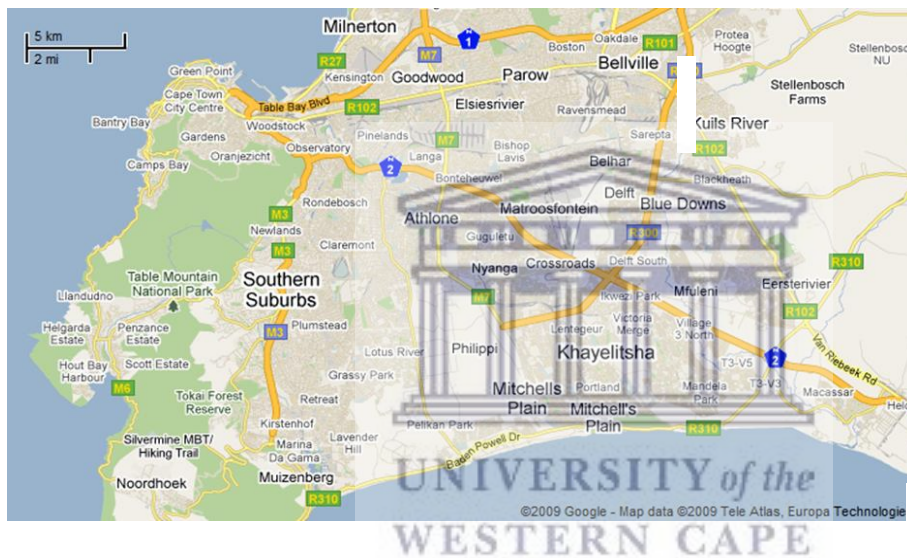 Milnerton
5 km
2 mi
R27
M7
N
1
Boston
Oakdale
R101
Protea
Hoogte
Stellenbosch
NU
Green Point
Kensington
Goodwood
Parow
Bellville
Cape Town
City Centre
Table Bay Blvd
R102
Elsiesrivier
Ravensmead
Stellenbosch
Farms
Bantry Bay
Woodstock
Gardens
Observatory
Pinelands
M7
Sarepta
Kuils River
Oranjezicht
Langa
Bishop
Lavis
R102
Camps Bay
N
2
Bonteheuwel
Belhar
Blackheath
Rondebosch
Delft
M3
Athlone
Matroosfontein
Blue Downs
Newlands
Claremont
Guguletu
R300
M3
Nyanga
Crossroads
Delft South
R310
Table Mountain
National Park
Southern
Suburbs
Eersterivier
Llandudno
M7
Ikwezi Park
Mfuleni
R102
Helgarda
Estate
Penzance
Estate
M3
Plumstead
Lentegeur
Victoria
Merge
Village
3 North
Hout Bay
Harbour
Scott Estate
Lotus River
Philippi
Khayelitsha
T3-V5
N
2
Van Riebeek Rd
M6
Grassy Park
Mitchells
Plain
Portland
Mandela
Park
T3-V3
Macassar
Tokai Forest
Reserve
Retreat
Mitchell's
Plain
Kirstenhof
Pelikan Park
R310
Silvermine MBT/
Hiking Trail
Marina
Da Gama
Lavender
Hill
Baden Powell Dr
Noordhoek
Muizenberg
R310
UNIVERSITY of the
©2009 Google - Map data ©2009 Tele Atlas, Europa Technologie
WESTERN CAPE